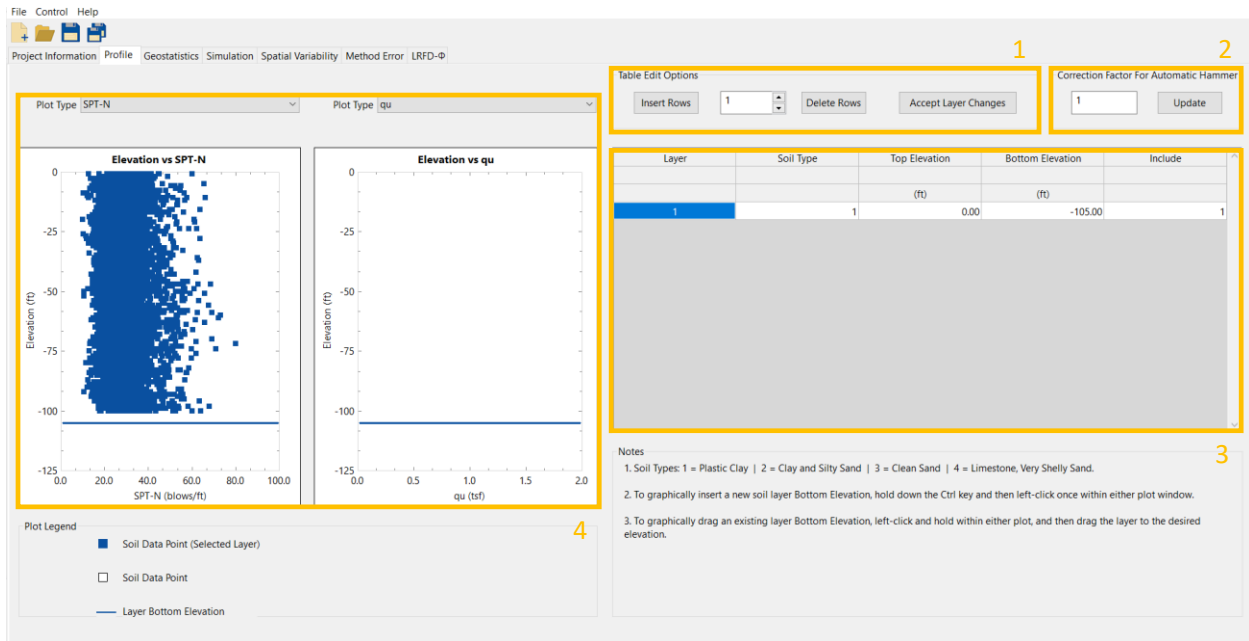 File Control Help
Project Information Profile Geostatistics Simulation Spatial Variability Method Error LRFD-Φ
1
2
Table Edit Options
Insert Rows 1 Delete Rows Accept Layer Changes
Correction Factor For Automatic Hammer
1 Update
Plot Type SPT-N
Plot Type qu
Elevation vs SPT-N
0
-25
-50
-75
-100
-125
Elevation (ft)
0.0 20.0 40.0 60.0 80.0 100.0
SPT-N (blows/ft)
Elevation vs qu
0
-25
-50
-75
-100
-125
Elevation (ft)
0.0 0.5 1.0 1.5 2.0
qu (tsf)
4
Layer Soil Type Top Elevation Bottom Elevation Include
(ft) (ft)
1 1 0.00 -105.00 1
3
Notes
1. Soil Types: 1 = Plastic Clay | 2 = Clay and Silty Sand | 3 = Clean Sand | 4 = Limestone, Very Shelly Sand.
2. To graphically insert a new soil layer Bottom Elevation, hold down the Ctrl key and then left-click once within either plot window.
3. To graphically drag an existing layer Bottom Elevation, left-click and hold within either plot, and then drag the layer to the desired
elevation.
Plot Legend
Soil Data Point (Selected Layer)
Soil Data Point
Layer Bottom Elevation